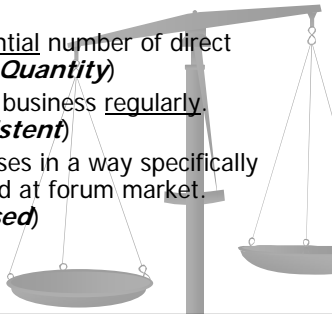 ntial number of direct
Quantity)
business regularly.
istent)
ses in a way specifically
d at forum market.
sed)